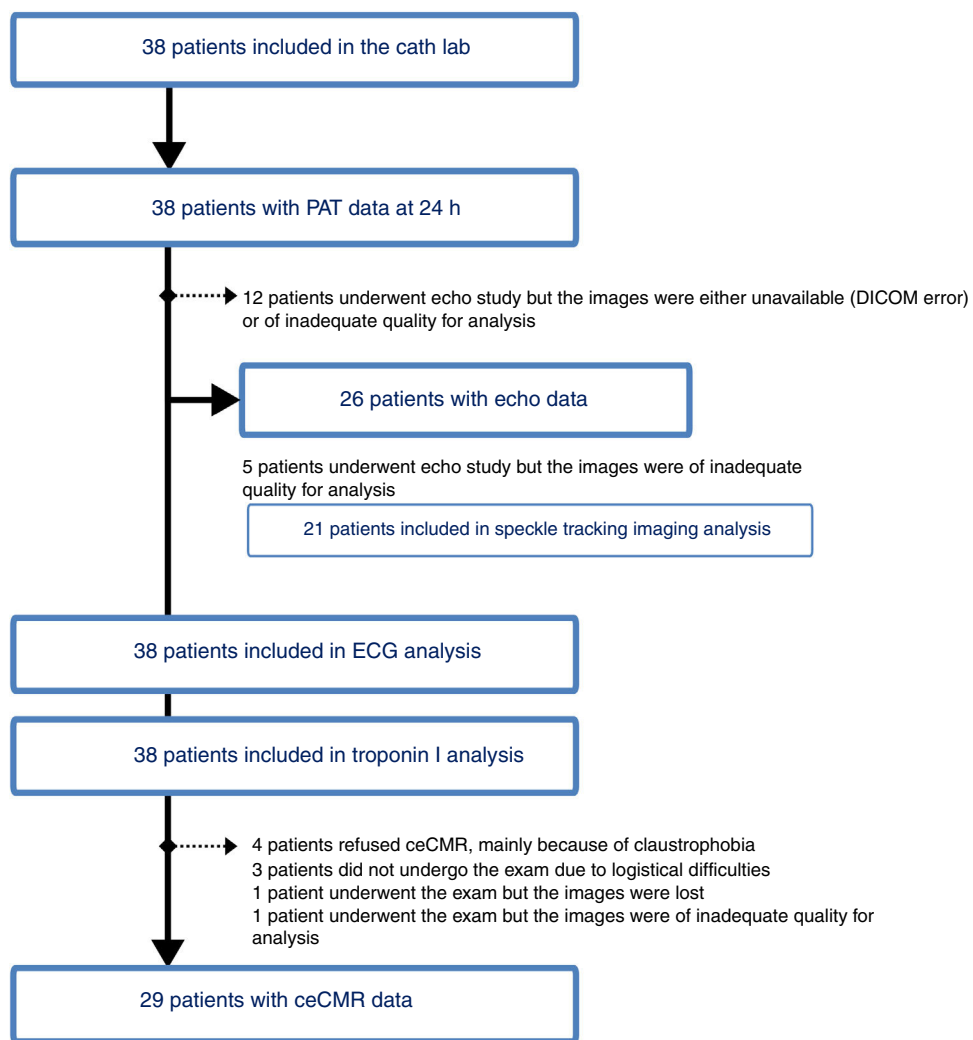 38 patients included in the cath lab
38 patients with PAT data at 24 h
12 patients underwent echo study but the images were either unavailable (DICOM error)
or of inadequate quality for analysis
26 patients with echo data
5 patients underwent echo study but the images were of inadequate
quality for analysis
21 patients included in speckle tracking imaging analysis
38 patients included in ECG analysis
38 patients included in troponin I analysis
4 patients refused ceCMR, mainly because of claustrophobia
3 patients did not undergo the exam due to logistical difficulties
1 patient underwent the exam but the images were lost
1 patient underwent the exam but the images were of inadequate quality for
analysis
29 patients with ceCMR data